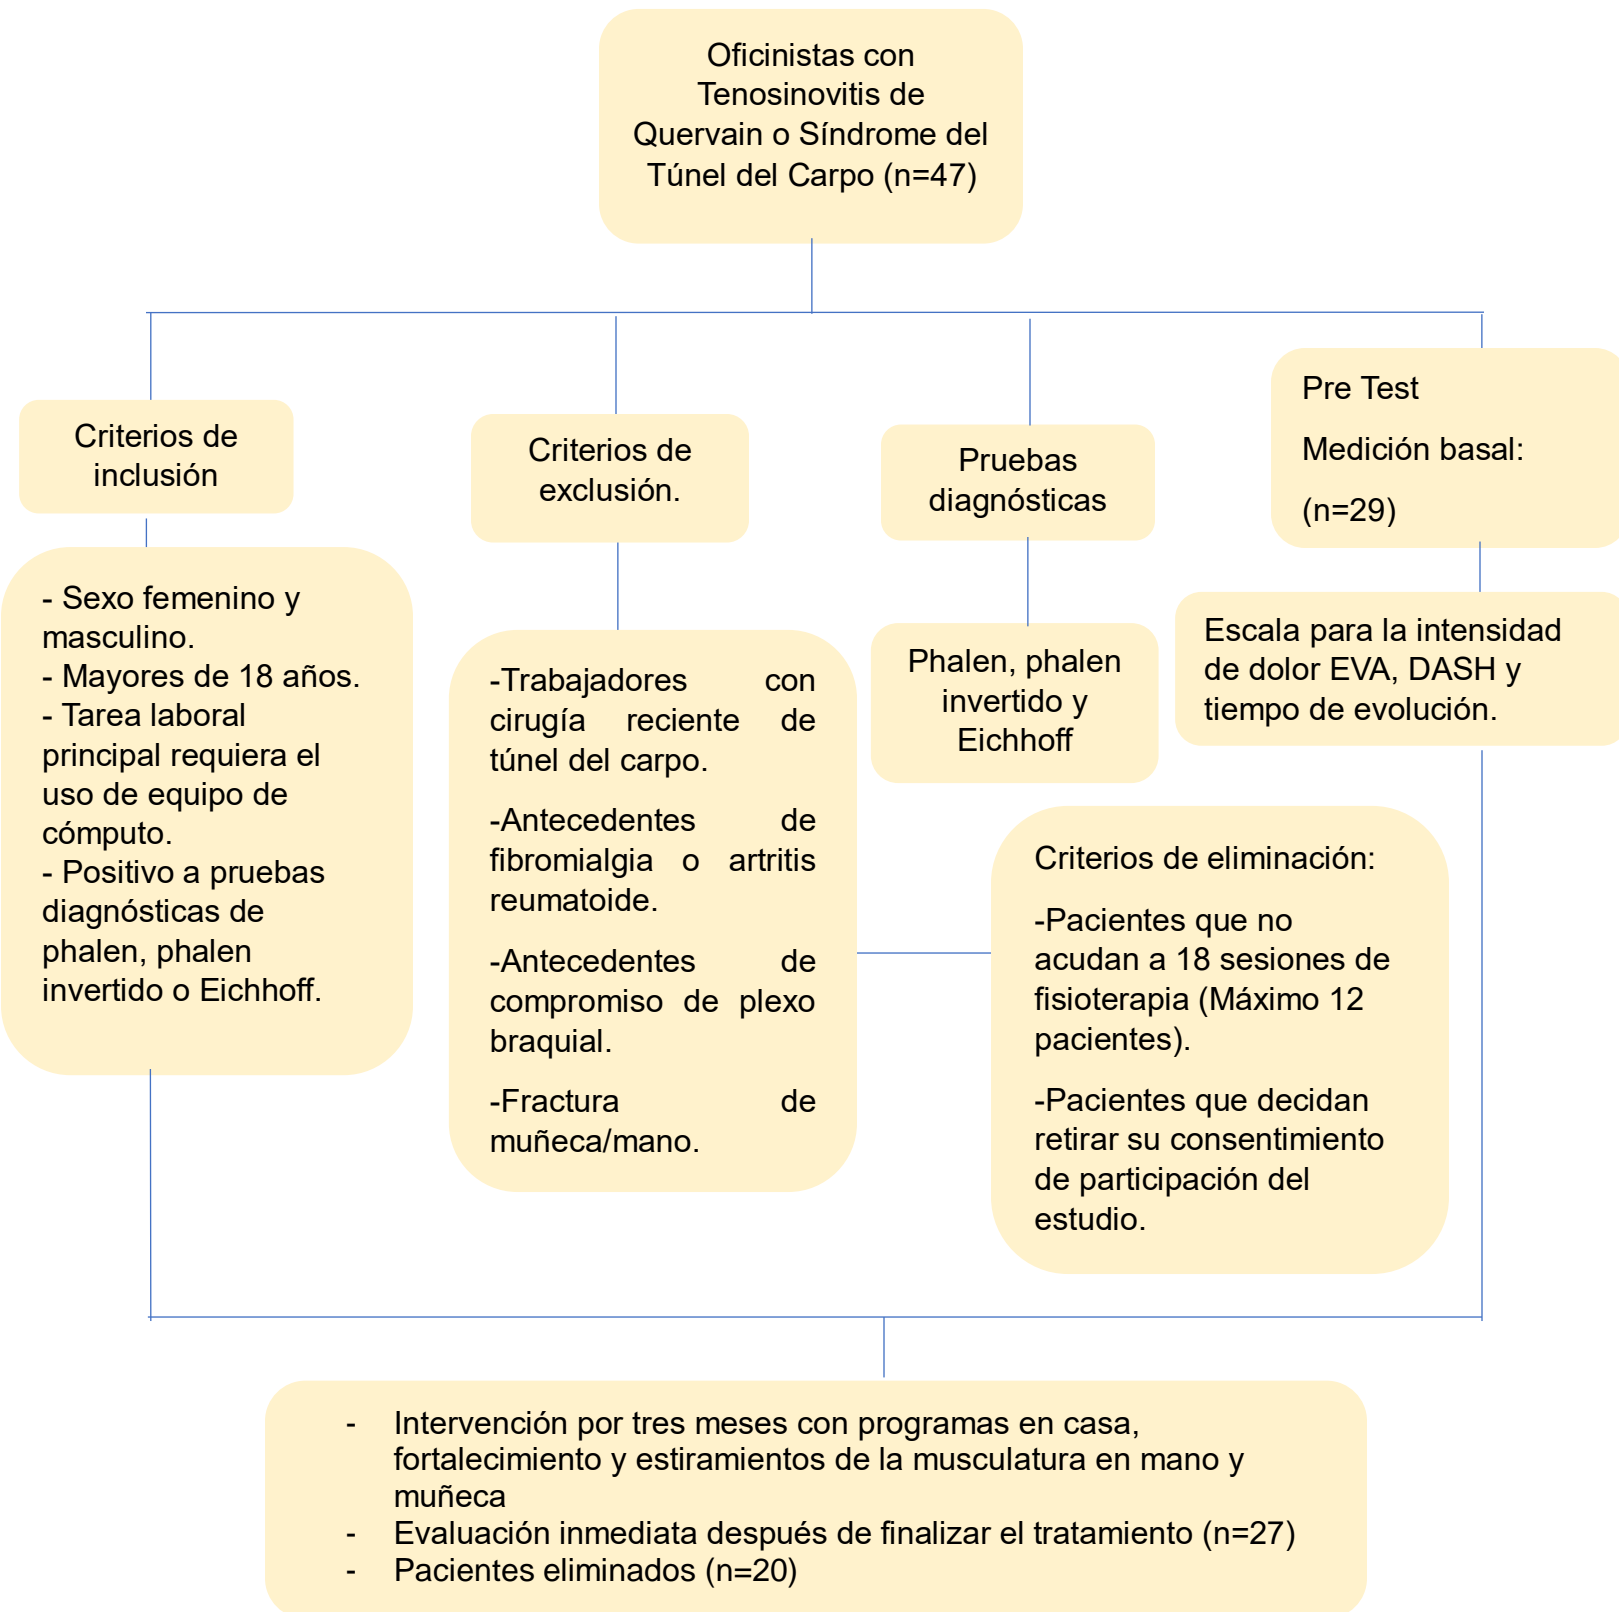 Oficinistas con
Tenosinovitis de
Quervain o Síndrome del
Túnel del Carpo (n=47)
Criterios de
inclusión
- Sexo femenino y
masculino.
- Mayores de 18 años.
- Tarea laboral
principal requiera el
uso de equipo de
cómputo.
- Positivo a pruebas
diagnósticas de
phalen, phalen
invertido o Eichhoff.
Criterios de
exclusión.
-Trabajadores con
cirugía reciente de
túnel del carpo.
-Antecedentes de
fibromialgia o artritis
reumatoide.
-Antecedentes de
compromiso de plexo
braquial.
-Fractura de
muñeca/mano.
Pruebas
diagnósticas
Phalen, phalen
invertido y
Eichhoff
Pre Test
Medición basal:
(n=29)
Escala para la intensidad
de dolor EVA, DASH y
tiempo de evolución.
Criterios de eliminación:
-Pacientes que no
acudan a 18 sesiones de
fisioterapia (Máximo 12
pacientes).
-Pacientes que decidan
retirar su consentimiento
de participación del
estudio.
- Intervención por tres meses con programas en casa,
fortalecimiento y estiramientos de la musculatura en mano y
muñeca
- Evaluación inmediata después de finalizar el tratamiento (n=27)
- Pacientes eliminados (n=20)